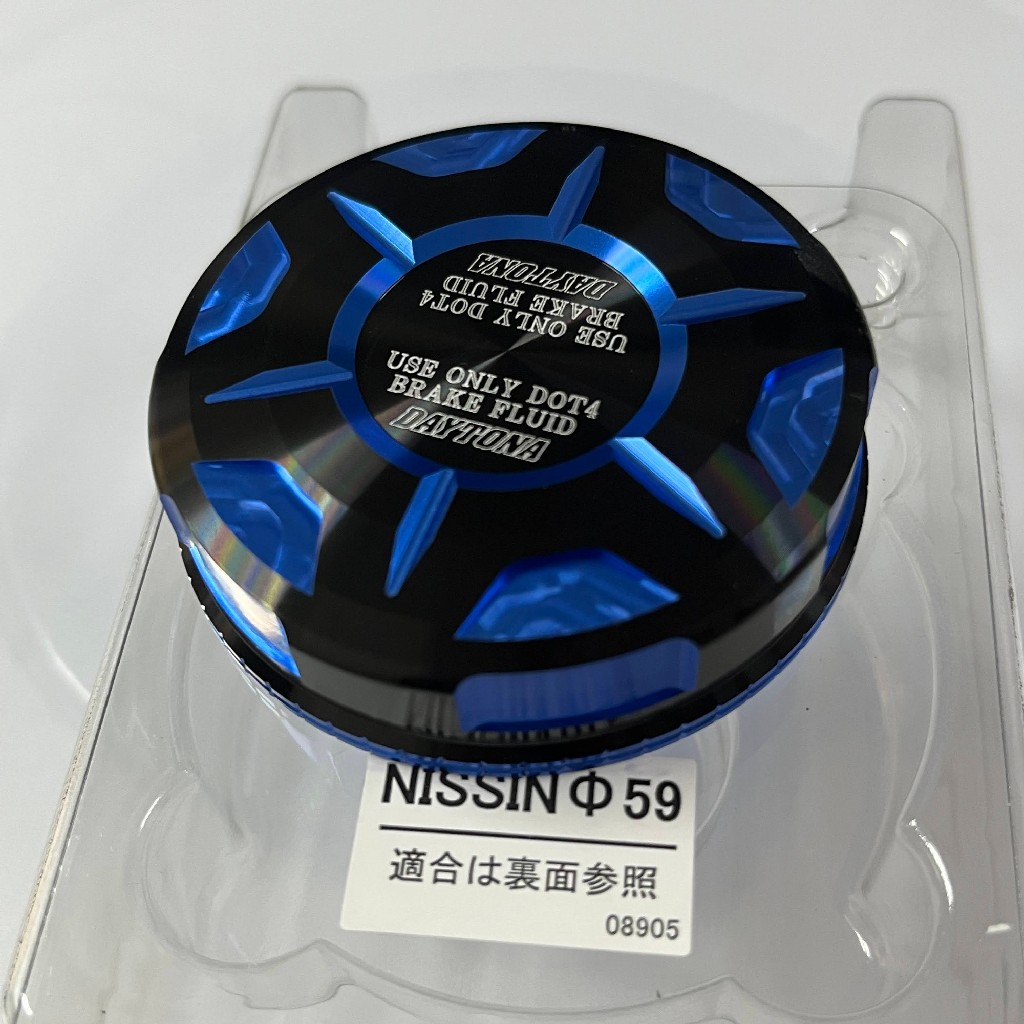 DAYTONA
BRAKE FLUID
USE ONLY DOT4
USE ONLY DOT4
BRAKE FLUID
DAYTONA
NISSIN Φ 59
適合は裏面参照
08905